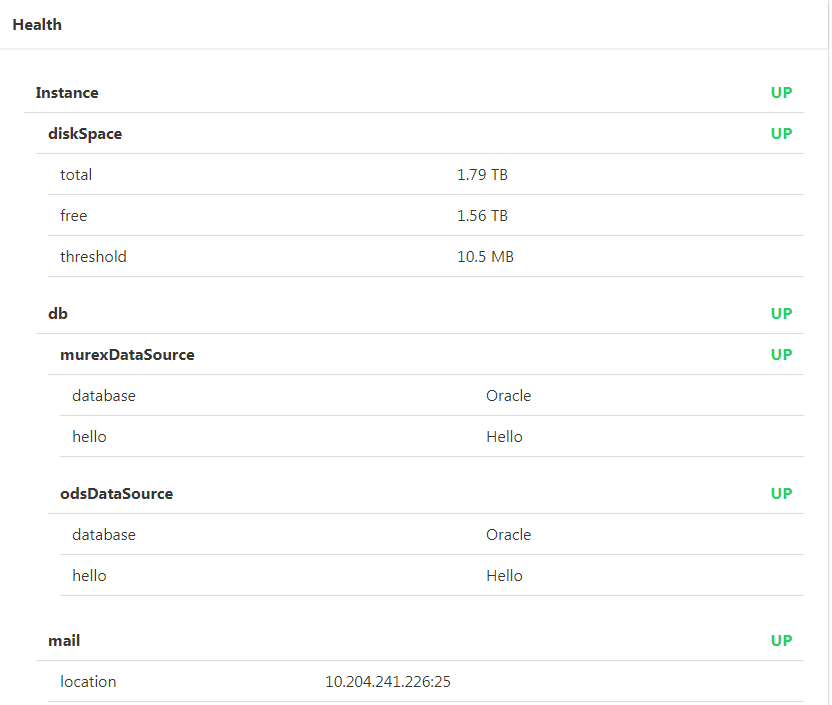 Health
Instance UP
diskSpace UP
total 1.79 TB
free 1.56 TB
threshold 10.5 MB
db UP
murexDataSource UP
database Oracle
hello Hello
odsDataSource UP
database Oracle
hello Hello
mail UP
location 10.204.241.226:25